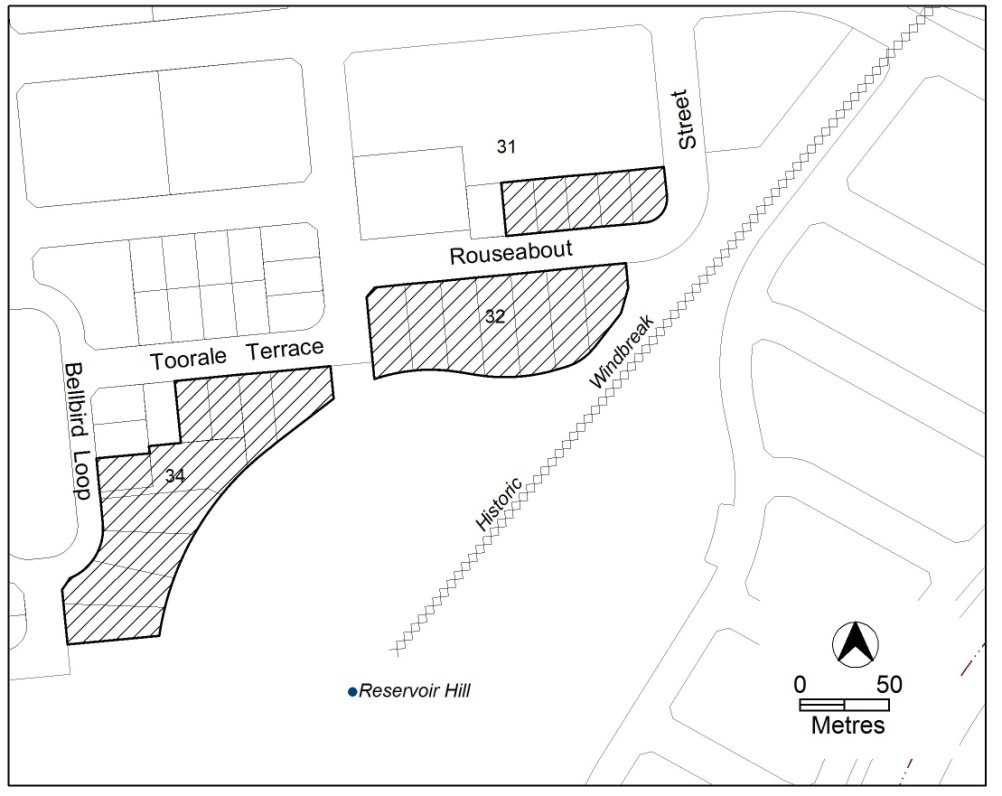 Street
31
Rouseabout
32
Windbreak
Toorale Terrace
Bellbird Loop
34
Historic
Reservoir Hill
0 50
Metres